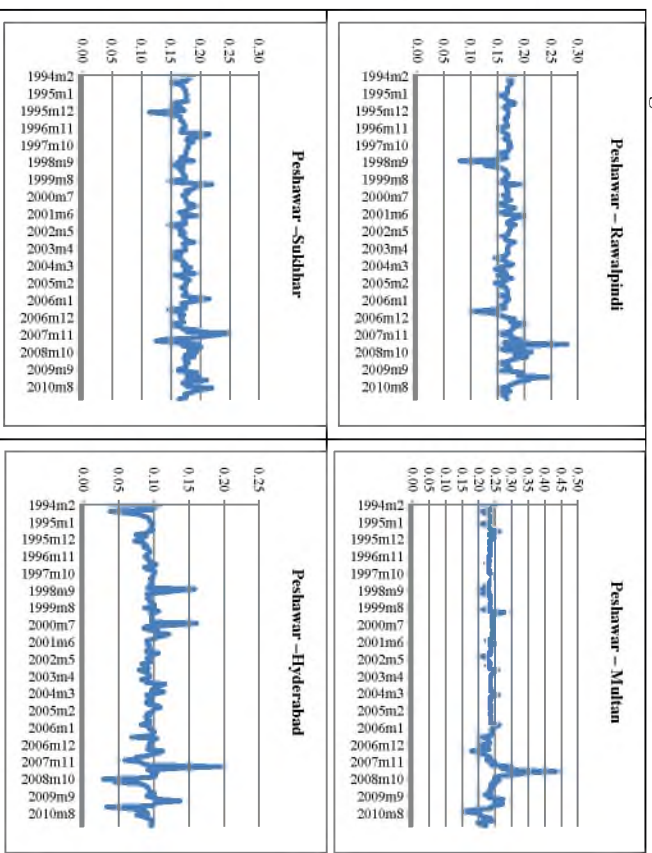 Peshawar – Rawalpindi
0.30
0.25
0.20
0.15
0.10
0.05
0.00
1994m2
1995m1
1995m12
1996m11
1997m10
1998m9
1999m8
2000m7
2001m6
2002m5
2003m4
2004m3
2005m2
2006m1
2006m12
2007m11
2008m10
2009m9
2010m8
Peshawar – Multan
0.50
0.45
0.40
0.35
0.30
0.25
0.20
0.15
0.10
0.05
0.00
1994m2
1995m1
1995m12
1996m11
1997m10
1998m9
1999m8
2000m7
2001m6
2002m5
2003m4
2004m3
2005m2
2006m1
2006m12
2007m11
2008m10
2009m9
2010m8
Peshawar –Sukhhar
0.30
0.25
0.20
0.15
0.10
0.05
0.00
1994m2
1995m1
1995m12
1996m11
1997m10
1998m9
1999m8
2000m7
2001m6
2002m5
2003m4
2004m3
2005m2
2006m1
2006m12
2007m11
2008m10
2009m9
2010m8
Peshawar –Hyderabad
0.25
0.20
0.15
0.10
0.05
0.00
1994m2
1995m1
1995m12
1996m11
1997m10
1998m9
1999m8
2000m7
2001m6
2002m5
2003m4
2004m3
2005m2
2006m1
2006m12
2007m11
2008m10
2009m9
2010m8